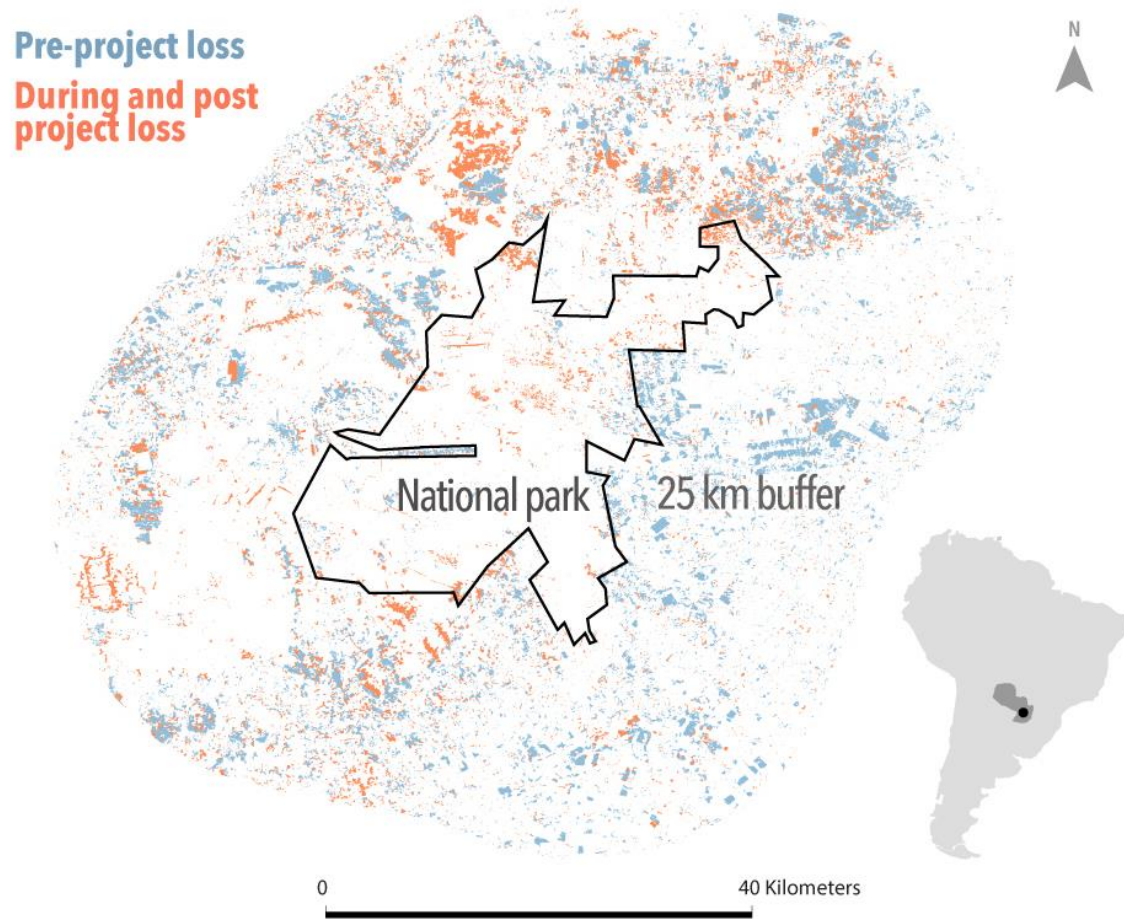 Pre-project loss
During and post
project loss
N
National park
25 km buffer
0
40 Kilometers